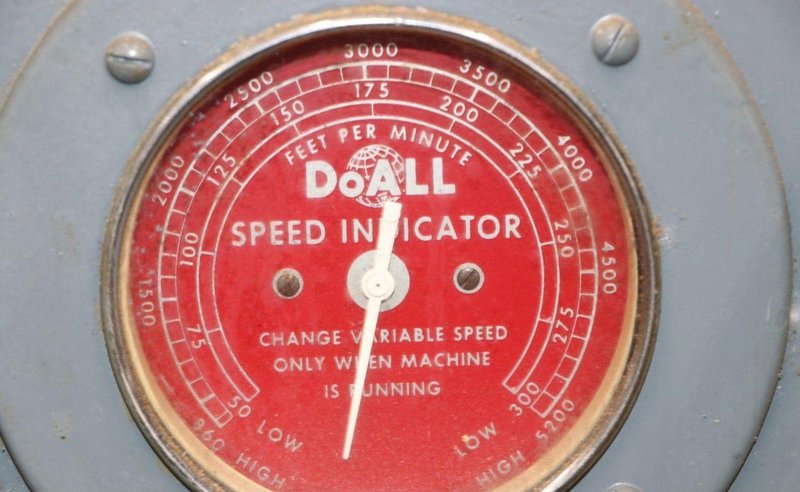 860 1500 2000 2500 3000 3500 4000 4500 5200
50 75 100 125 150 175 200 225 250 275 300
FEET PER MINUTE
DoALL
SPEED INDICATOR
CHANGE VARIABLE SPEED
ONLY WHEN MACHINE
IS RUNNING
LOW LOW
HIGH HIGH